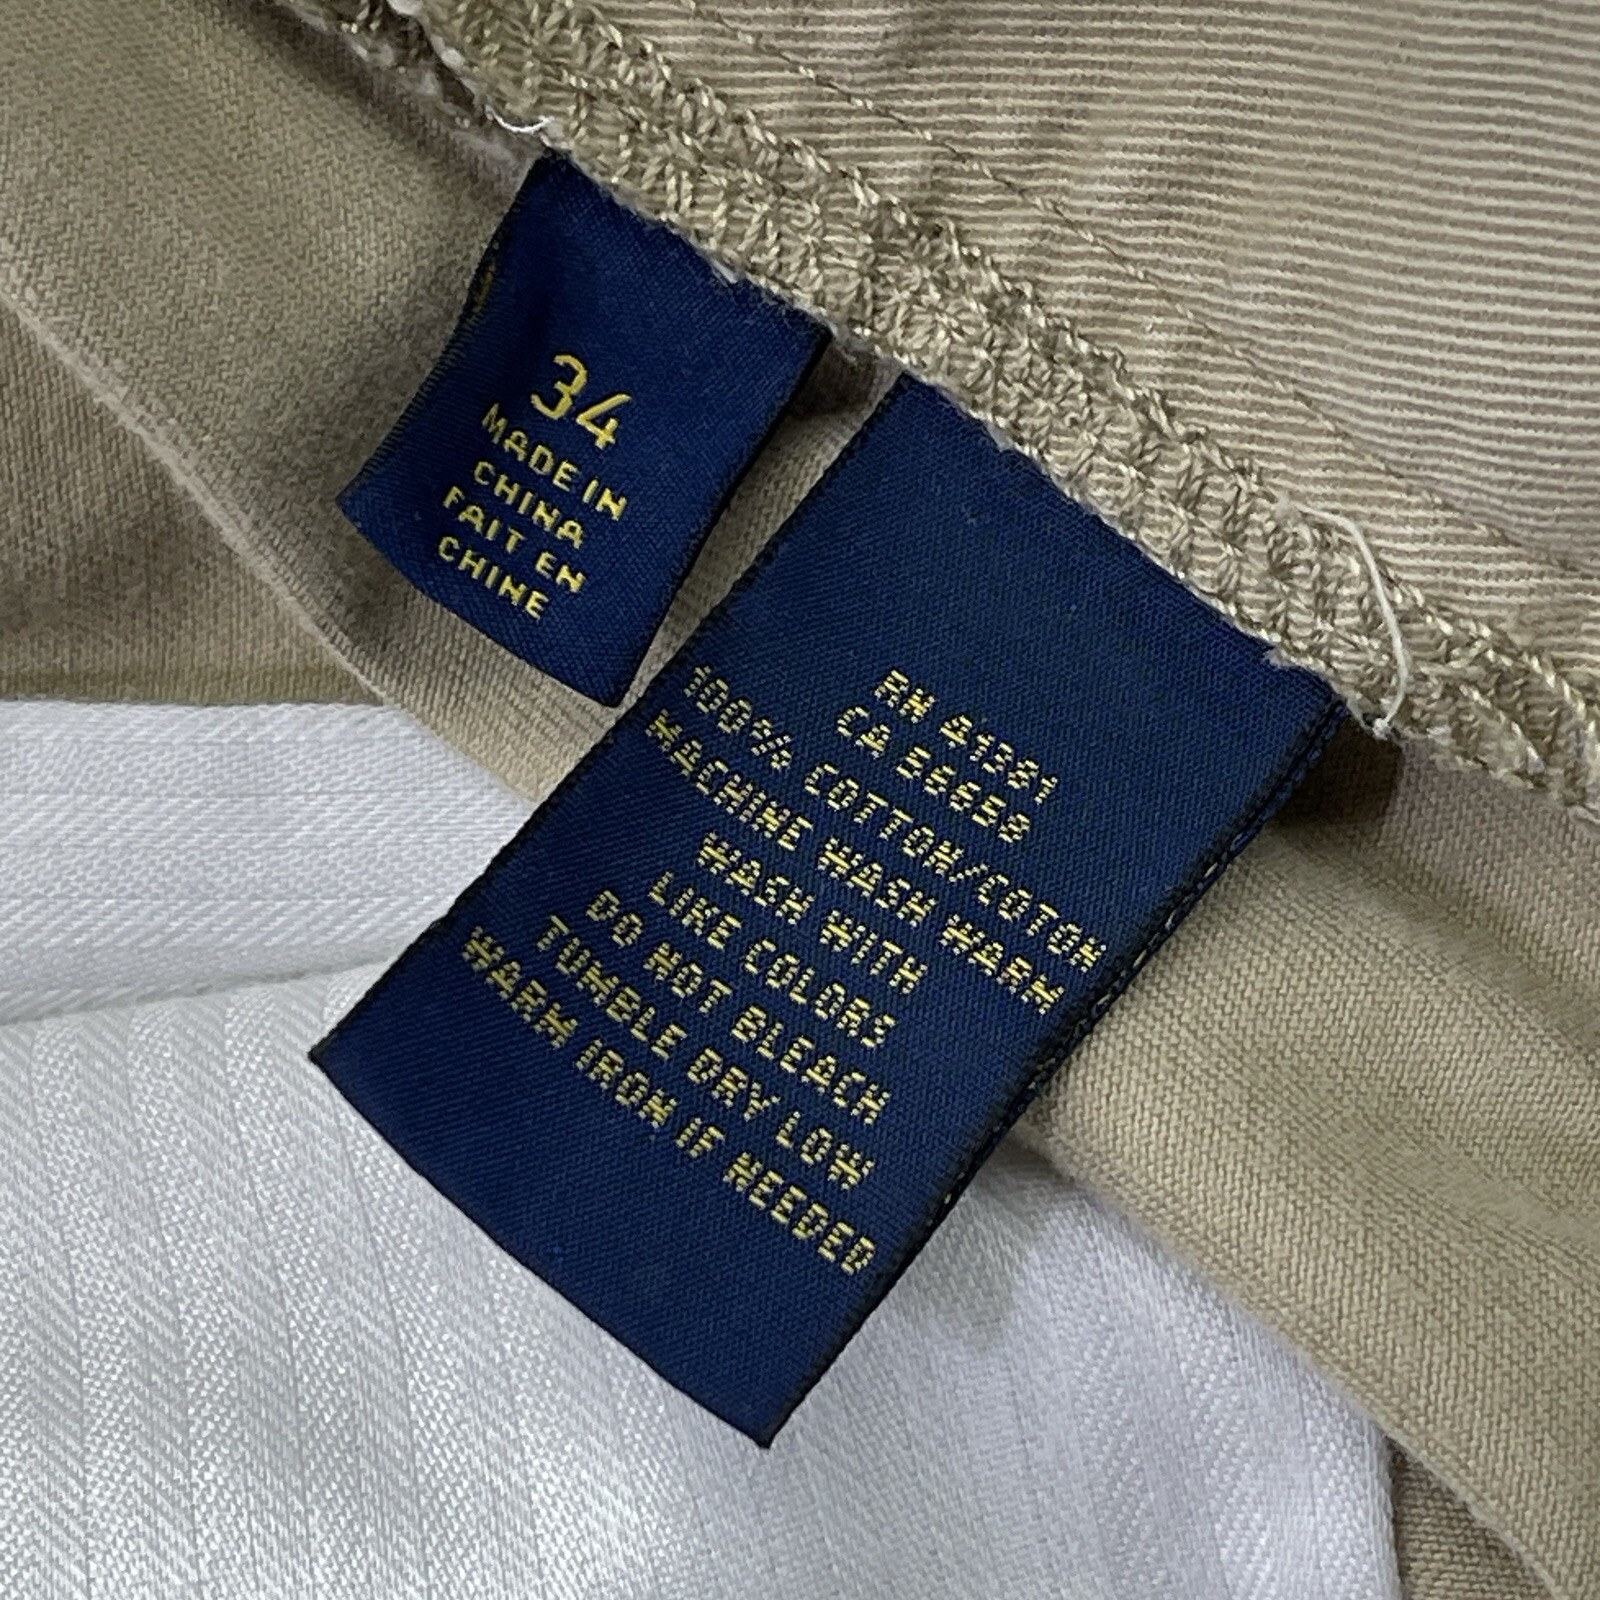 34
MADE IN
CHINA
FAIT EN
CHINE
RN 41381
CA 56658
100% COTTON/COTON
MACHINE WASH WARM
WASH WITH
LIKE COLORS
DO NOT BLEACH
TUMBLE DRY LOW
WARM IRON IF NEEDED